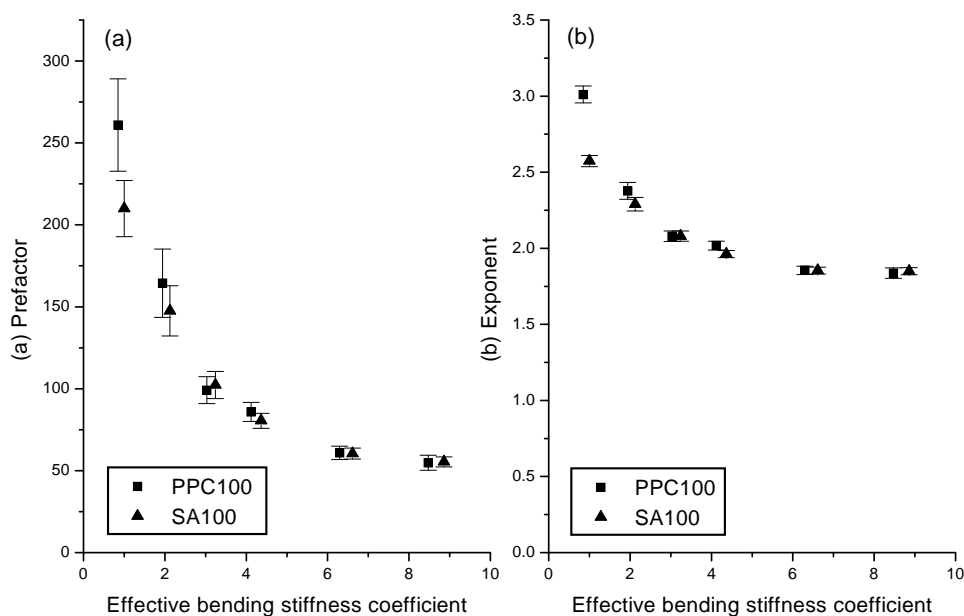 (a)
(a) Prefactor
300
250
200
150
100
50
0
PPC100
SA100
0 2 4 6 8 10
Effective bending stiffness coefficient
(b)
(b) Exponent
3.5
3.0
2.5
2.0
1.5
1.0
0.5
0.0
PPC100
SA100
0 2 4 6 8 10
Effective bending stiffness coefficient